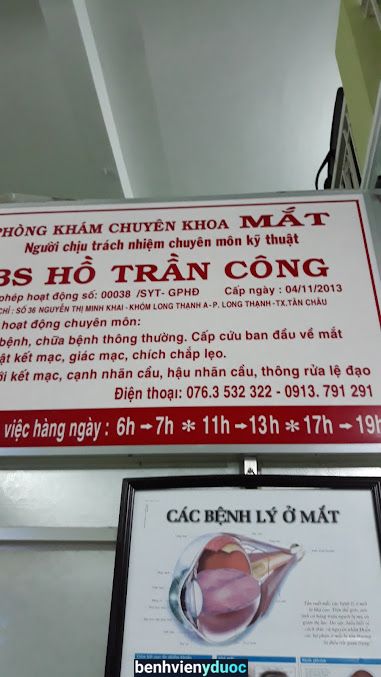 PHÒNG KHÁM CHUYÊN KHOA MẮT
Người chịu trách nhiệm chuyên môn kỹ thuật
BS HỒ TRẦN CÔNG
phép hoạt động số: 00038 /SYT- GPHĐ Cấp ngày : 04/11/2013
CHỈ : SỐ 36 NGUYỄN THỊ MINH KHAI - KHÓM LONG THẠNH A - P. LONG THẠNH -TX.TÂN CHÂU
hoạt động chuyên môn:
bệnh, chữa bệnh thông thường. Cấp cứu ban đầu về mắt
kết mạc, giác mạc, chích chắp lẹo.
kết mạc, cạnh nhãn cầu, hậu nhãn cầu, thông rửa lệ đạo
Điện thoại: 076.3 532 322 - 0913. 791 291
việc hàng ngày : 6h → 7h * 11h → 13h * 17h → 19h
CÁC BỆNH LÝ Ở MẮT
benhvienyduoc